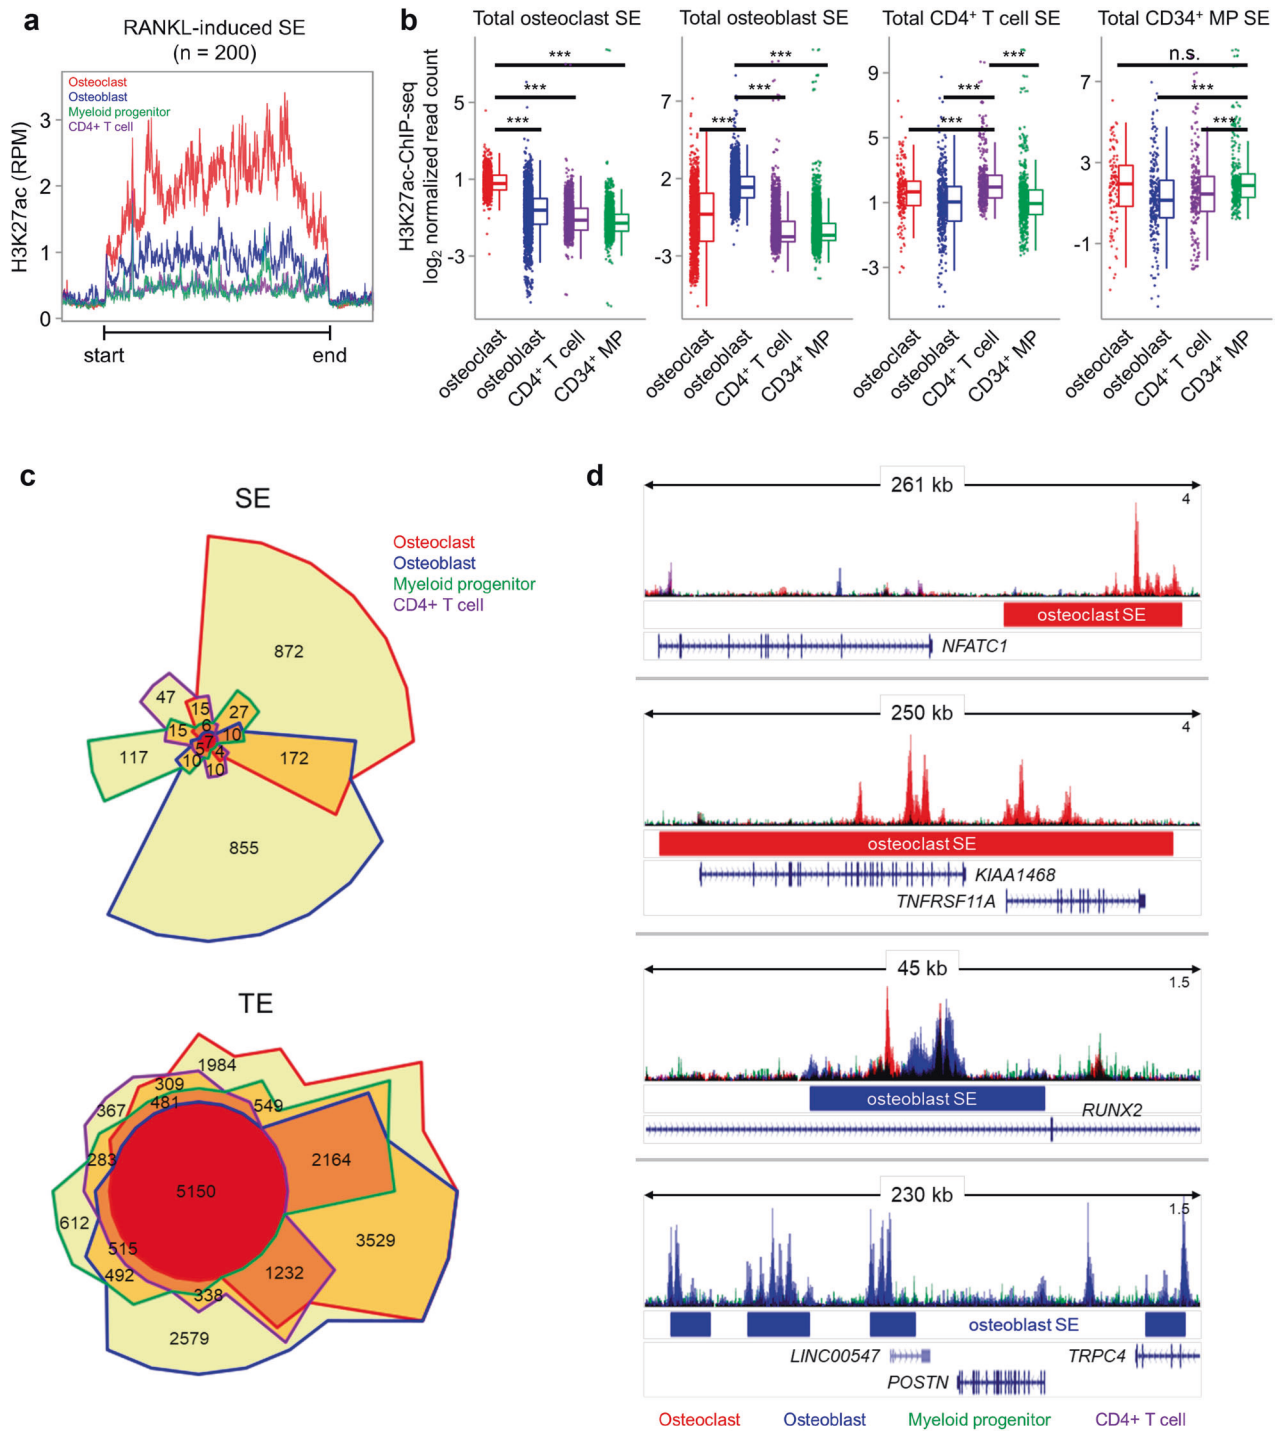 a
RANKL-induced SE
(n = 200)
Osteoclast
Osteoblast
Myeloid progenitor
CD4+ T cell
H3K27ac (RPM)
3
2
1
0
start
end
b
Total osteoclast SE
Total osteoblast SE
Total CD4⁺ T cell SE
Total CD34⁺ MP SE
H3K27ac-ChIP-seq
log₂ normalized read count
5
1
-3
***
***
***
osteoclast
osteoblast
CD4⁺ T cell
CD34⁺ MP
7
2
-3
***
***
***
osteoclast
osteoblast
CD4⁺ T cell
CD34⁺ MP
9
5
1
-3
***
***
***
osteoclast
osteoblast
CD4⁺ T cell
CD34⁺ MP
7
3
-1
n.s.
***
***
osteoclast
osteoblast
CD4⁺ T cell
CD34⁺ MP
c
SE
Osteoclast
Osteoblast
Myeloid progenitor
CD4+ T cell
872
47
15
27
6
15
10
7
5
4
117
10
10
172
855
TE
1984
309
367
481
549
283
2164
5150
612
3529
515
492
1232
338
2579
d
261 kb
4
osteoclast SE
NFATC1
250 kb
4
osteoclast SE
KIAA1468
TNFRSF11A
45 kb
1.5
osteoblast SE
RUNX2
230 kb
1.5
osteoblast SE
LINC00547
TRPC4
POSTN
Osteoclast
Osteoblast
Myeloid progenitor
CD4+ T cell